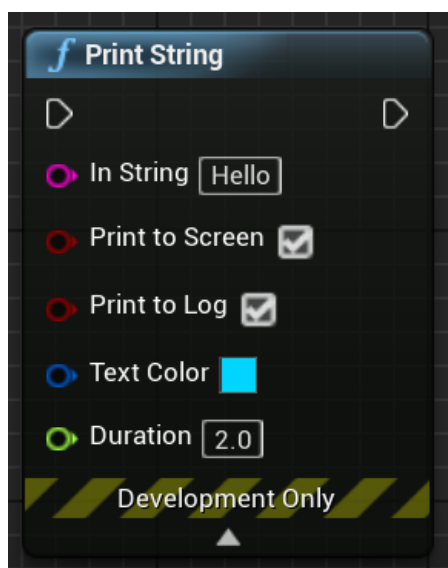 f Print String
In String Hello
Print to Screen
Print to Log
Text Color
Duration 2.0
Development Only